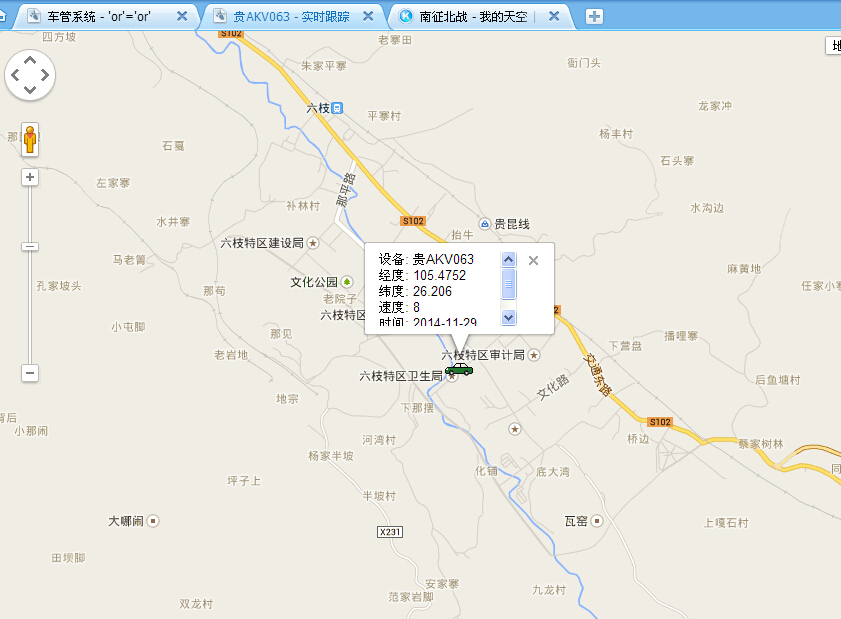 车管系统 - 'or'='or'
贵AKV063 - 实时跟踪
南征北战 - 我的天空
S102
四方坡
老寨田
朱家平寨
衙门头
六枝
平寨村
龙家冲
杨丰村
石戛
石头寨
那平路
左家寨
补林村
水井寨
S102
水沟边
贵昆线
抬牛
六枝特区建设局
马老箐
麻黄地
设备: 贵AKV063
经度: 105.4752
纬度: 26.206
速度: 8
时间: 2014-11-29
文化公园
老院子
孔家坡头
那苟
任家小寨
六枝特区
小屯脚
那见
播哩寨
下营盘
老岩地
六枝特区审计局
交通东路
六枝特区卫生局
后鱼塘村
文化路
地宗
下那摆
背后
小那闹
S102
桥边
蔡家树林
河湾村
杨家半坡
化铺
底大湾
坪子上
半坡村
大哪闹
瓦窑
上嘎石村
X231
田坝脚
安家寨
范家岩脚
九龙村
双龙村